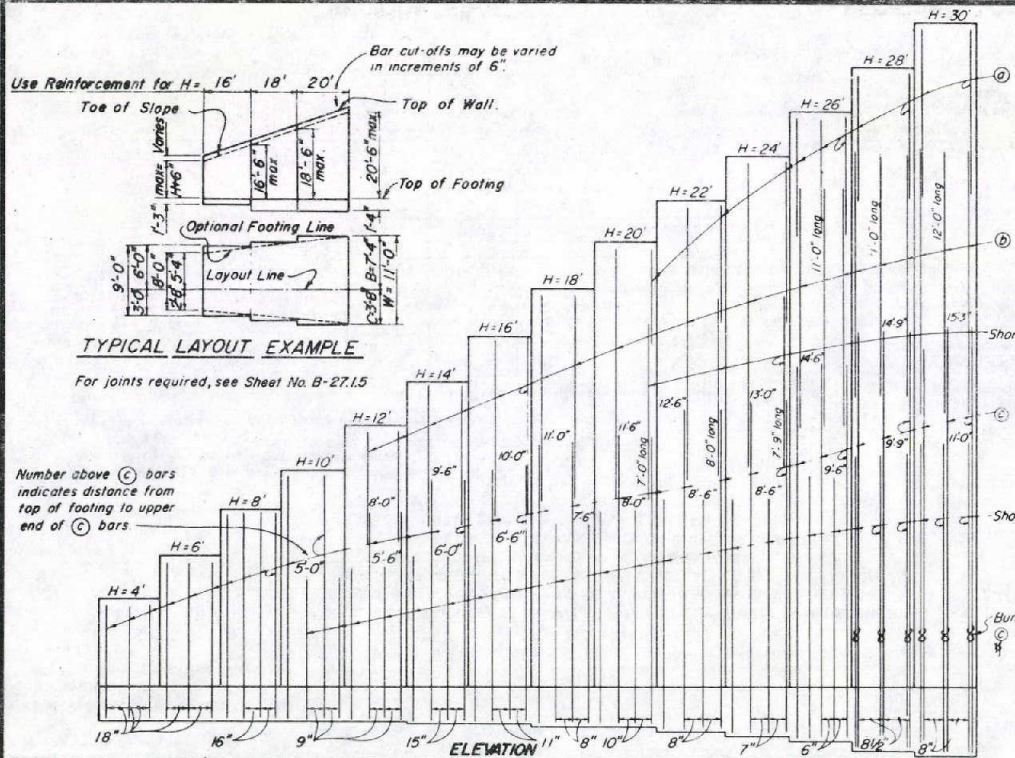 H = 30'
H = 28'
H = 26'
H = 24'
H = 22'
H = 20'
H = 18'
H = 16'
H = 14'
H = 12'
H = 10'
H = 8'
H = 6'
H = 4'
Bar cut-offs may be varied
in increments of 6".
Use Reinforcement for H = 16' 18' 20'
Toe of Slope
Top of Wall.
Varies
max=
H+6"
16'-6"
max.
18'-6"
max.
20'-6" max.
Top of Footing
1'-3"
1'-4"
Optional Footing Line
Layout Line
9'-0"
3'-0" 6'-0"
8'-0"
5'-4"
B=7'-4"
W = 11'-0"
TYPICAL LAYOUT EXAMPLE
For joints required, see Sheet No. B-27.1.5
Number above c bars
indicates distance from
top of footing to upper
end of c bars.
a
b
c
5'-0"
8'-0"
5'-6"
9'-6"
6'-0"
10'-0"
6'-6"
11'-0"
7'-6"
11'-6"
7'-0" long
8'-0"
12'-6"
8'-0" long
8'-6"
13'-0"
7'-9" long
8'-6"
14'-6"
11'-0" long
9'-6"
14'-9"
9'-9"
12'-0" long
15'-3"
11'-0"
c
18"
16"
9"
15"
11"
8"
10"
8"
7"
6"
8½"
8"
ELEVATION